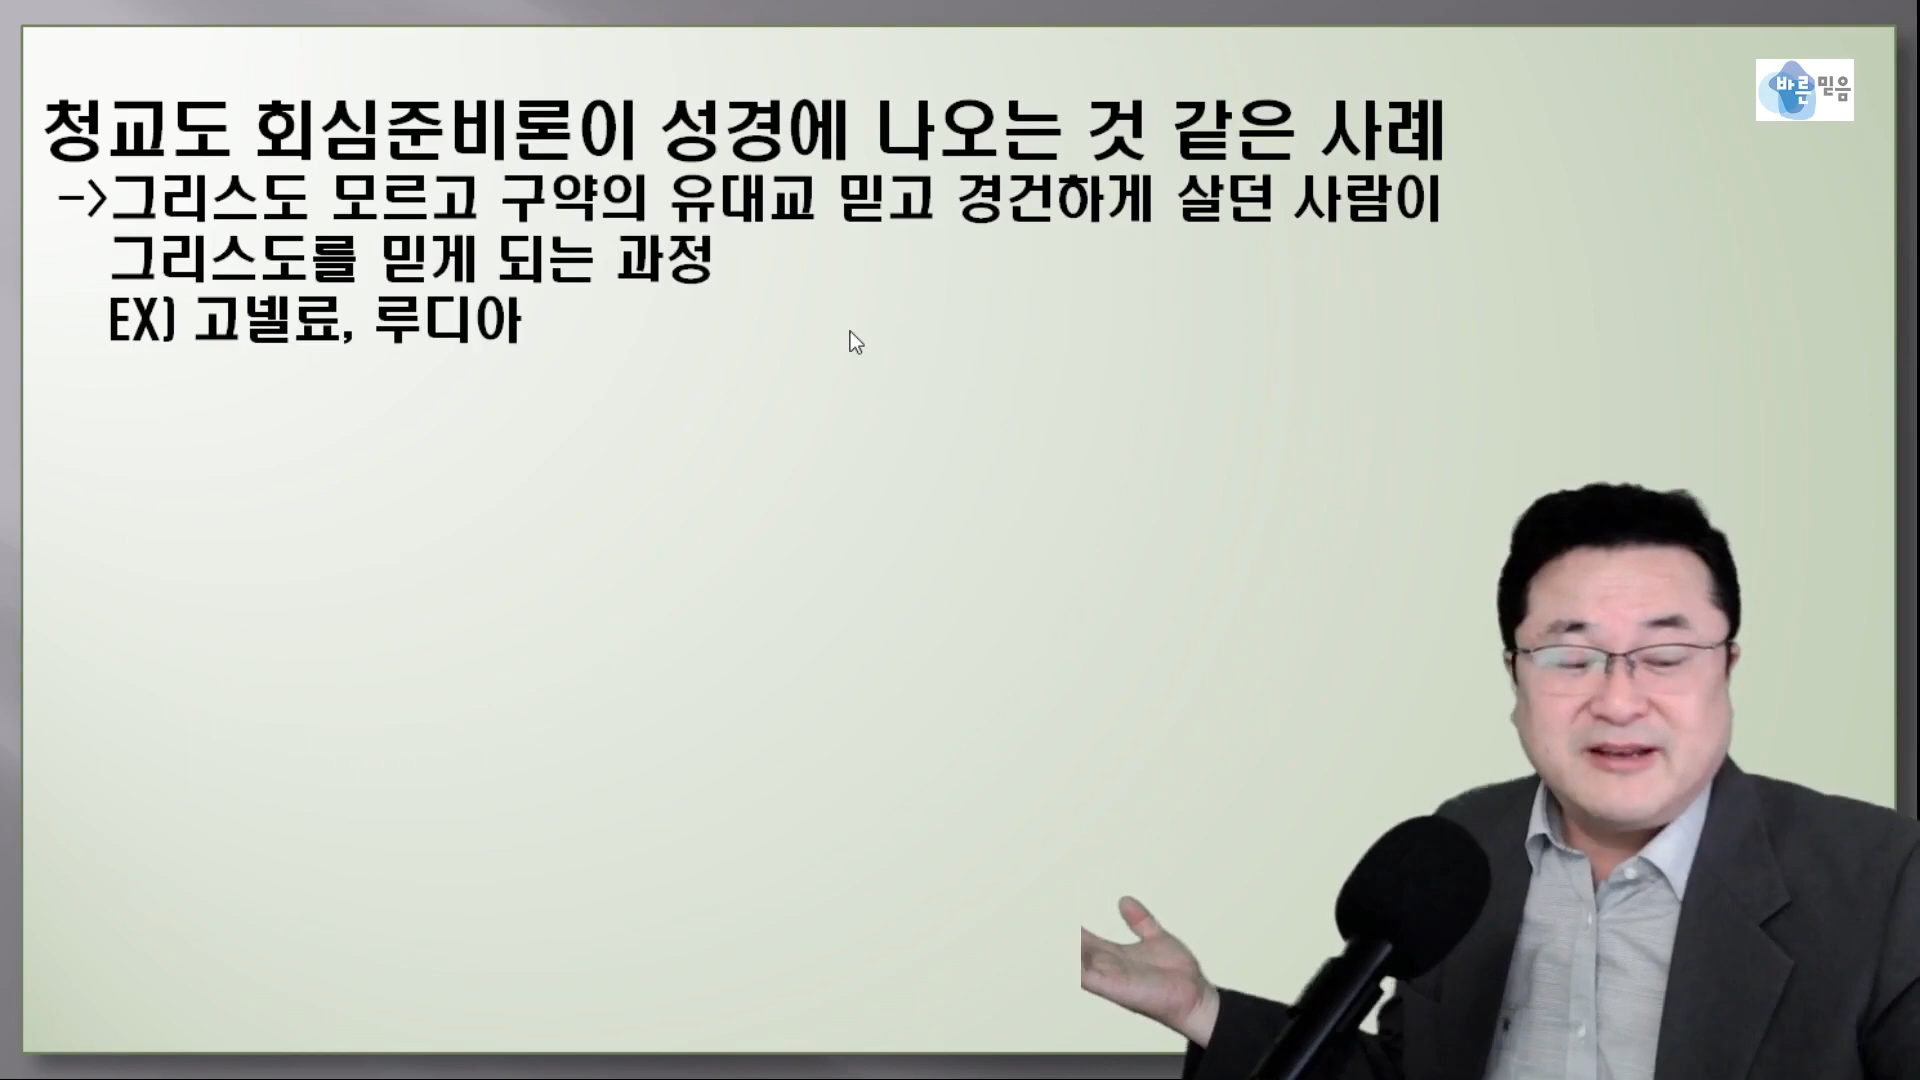 청교도 회심준비론이 성경에 나오는 것 같은 사례
->그리스도 모르고 구약의 유대교 믿고 경건하게 살던 사람이
그리스도를 믿게 되는 과정
EX) 고넬료, 루디아
바른믿음